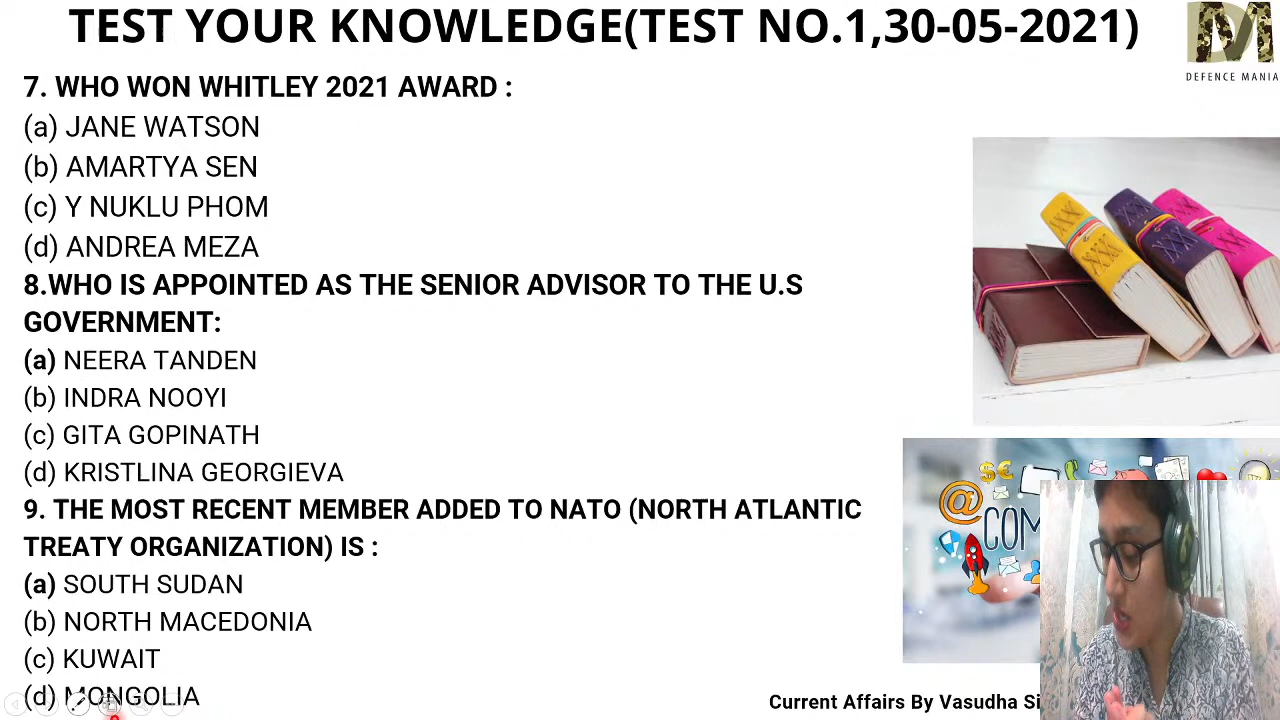 TEST YOUR KNOWLEDGE(TEST NO.1,30-05-2021)
DM
DEFENCE MANIA
7. WHO WON WHITLEY 2021 AWARD :
(a) JANE WATSON
(b) AMARTYA SEN
(c) Y NUKLU PHOM
(d) ANDREA MEZA
8.WHO IS APPOINTED AS THE SENIOR ADVISOR TO THE U.S
GOVERNMENT:
(a) NEERA TANDEN
(b) INDRA NOOYI
(c) GITA GOPINATH
(d) KRISTLINA GEORGIEVA
9. THE MOST RECENT MEMBER ADDED TO NATO (NORTH ATLANTIC
TREATY ORGANIZATION) IS :
(a) SOUTH SUDAN
(b) NORTH MACEDONIA
(c) KUWAIT
(d) MONGOLIA
$€
@
COM
Current Affairs By Vasudha Si